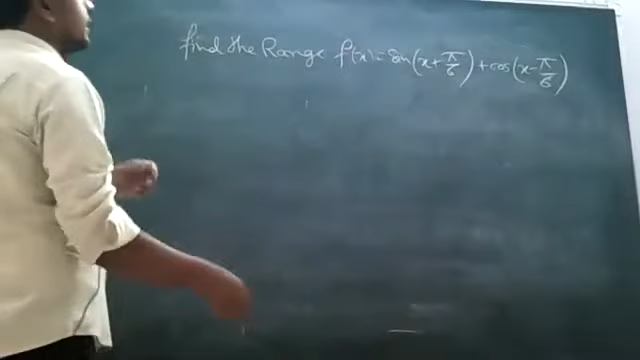 find the Range f(x)=sin(x+π/6)+cos(x-π/6)